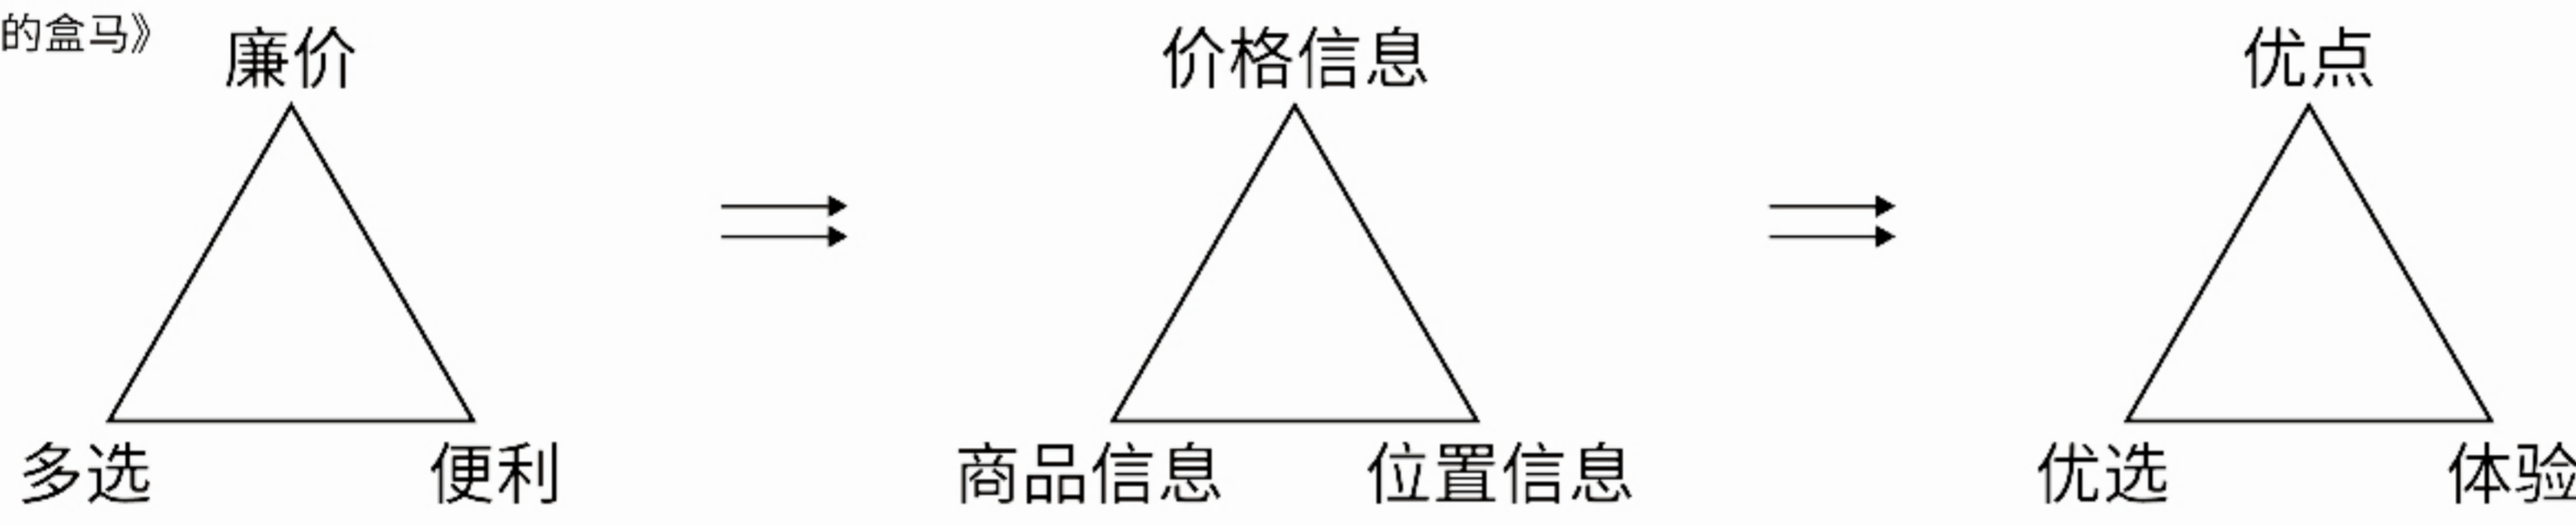 的盒马》
廉价
价格信息
优点
多选
便利
商品信息
位置信息
优选
体验